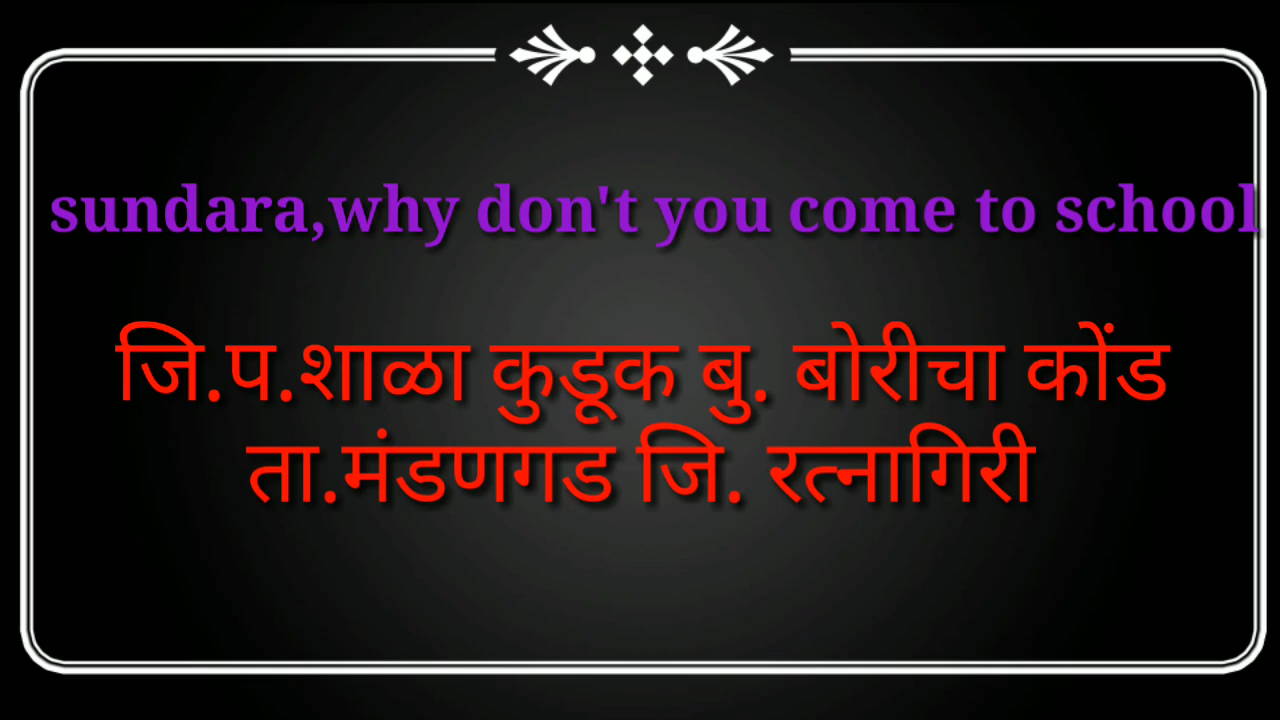 sundara,why don't you come to school
जि.प.शाळा कुडूक बु. बोरीचा कोंड
ता.मंडणगड जि. रत्नागिरी